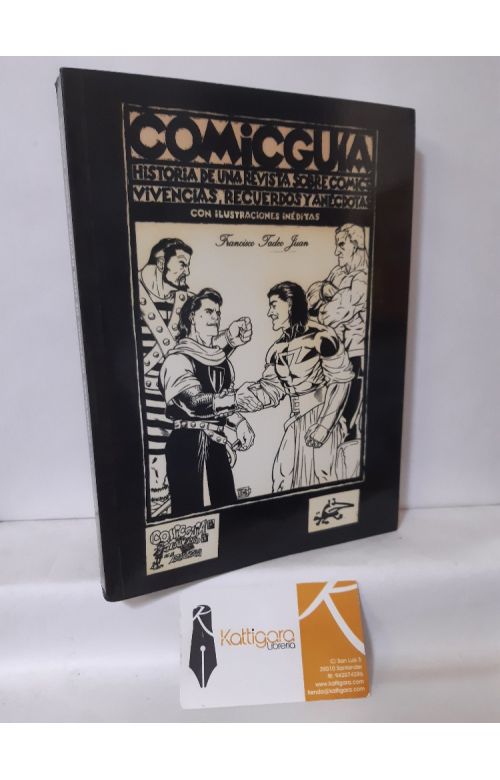 COMiCGUIA
HISTORIA DE UNA REVISTA SOBRE COMICS
VIVENCIAS, RECUERDOS Y ANECDOTAS
CON ILUSTRACIONES INÉDITAS
Francisco Tadeo Juan
COMICGUIA
Kattigara
Librería
C/ San Luis 5
39010 Santander
www.kattigara.com
tienda@kattigara.com